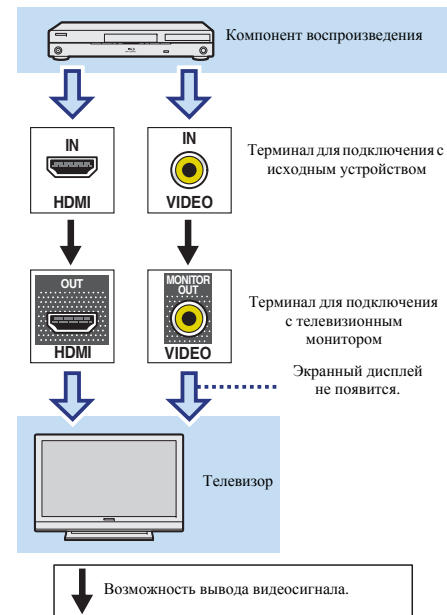 Компонент воспроизведения
IN
HDMI
IN
VIDEO
Терминал для подключения с
исходным устройством
OUT
HDMI
MONITOR
OUT
VIDEO
Терминал для подключения
с телевизионным
монитором
Экранный дисплей
не появится.
Телевизор
Возможность вывода видеосигнала.